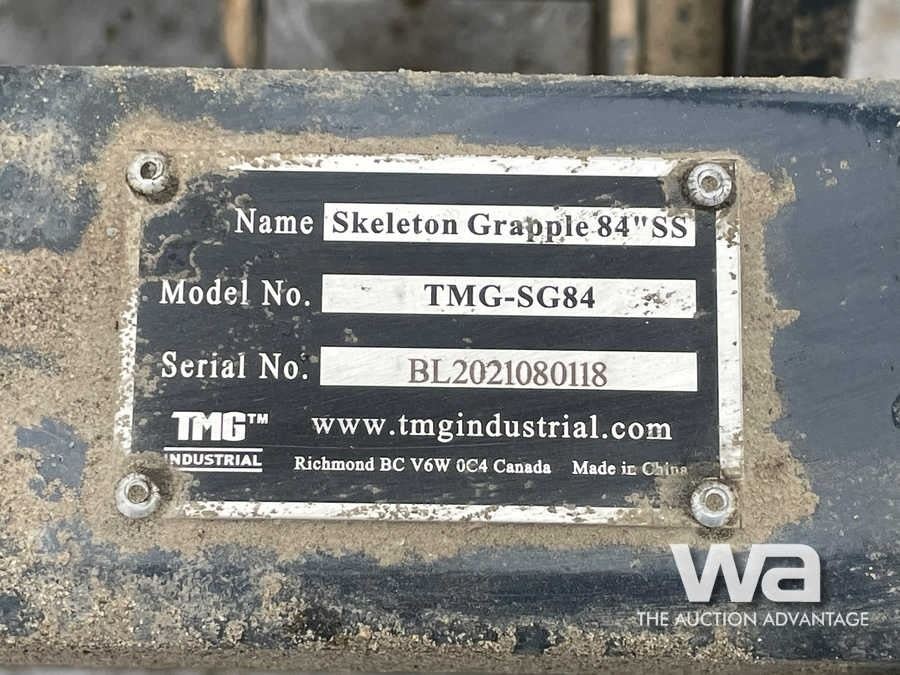 Name Skeleton Grapple 84"SS
Model No. TMG-SG84
Serial No. BL2021080118
TMG™ www.tmgindustrial.com
INDUSTRIAL Richmond BC V6W 0C4 Canada Made in China
wa
THE AUCTION ADVANTAGE